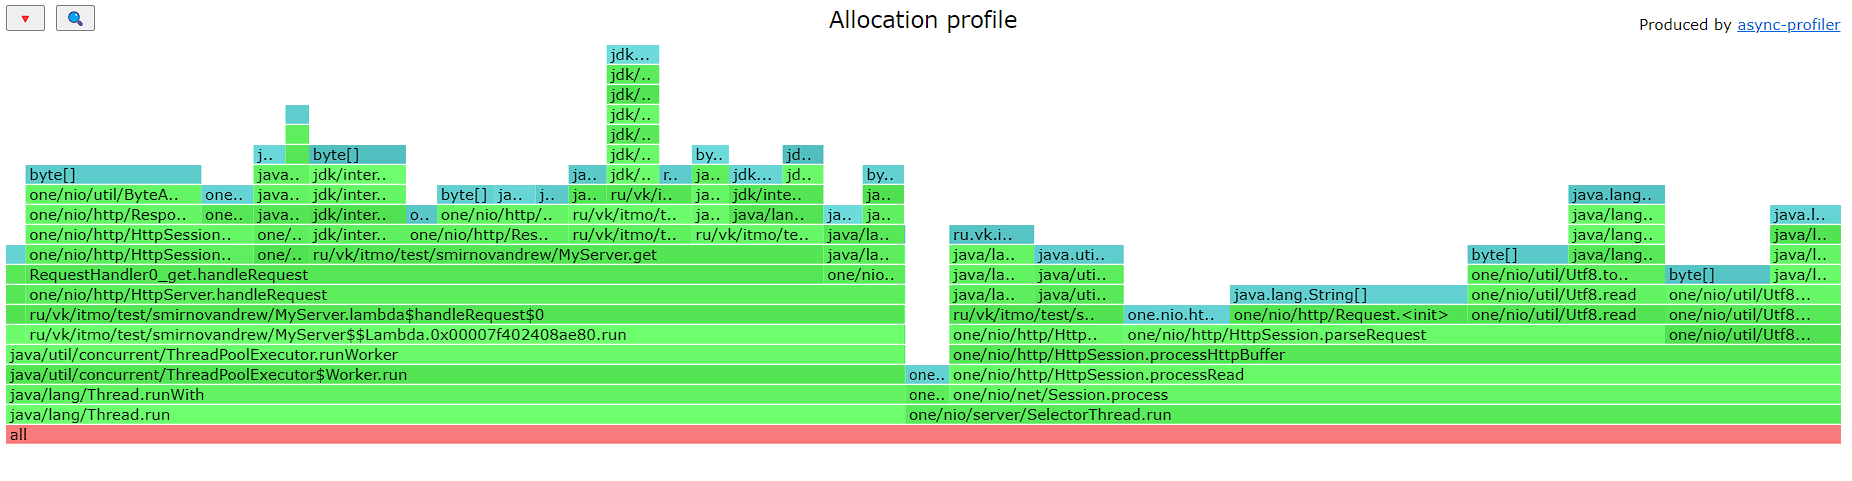 Allocation profile
Produced by async-profiler
jdk...
jdk/..
jdk/..
jdk/..
jdk/..
j.. byte[] jdk/.. by.. jd..
byte[] java.. jdk/inter.. ja.. jdk/.. r.. ja.. jdk... jd.. by..
one/nio/util/ByteA.. one.. java.. jdk/inter.. byte[] ja.. j.. ja.. ru/vk/i.. ja.. jdk/inte.. ja.. java.lang..
one/nio/http/Respo.. one.. java.. jdk/inter.. o.. one/nio/http/.. ru/vk/itmo/t.. ja.. java/lan.. ja.. ja.. java/lang.. java.l..
one/nio/http/HttpSession.. one/.. jdk/inter.. one/nio/http/Res.. ru/vk/itmo/t.. ru/vk/itmo/te.. java/la.. ru.vk.i.. java/lang.. java/l..
one/nio/http/HttpSession.. one/.. ru/vk/itmo/test/smirnovandrew/MyServer.get java/la.. java/la.. java.uti.. byte[] java/lang.. java/l..
RequestHandler0_get.handleRequest one/nio.. java/la.. java/uti.. one/nio/util/Utf8.to.. byte[] java/l..
one/nio/http/HttpServer.handleRequest java/la.. java/uti.. java.lang.String[] one/nio/util/Utf8.read one/nio/util/Utf8...
ru/vk/itmo/test/smirnovandrew/MyServer.lambda$handleRequest$0 ru/vk/itmo/test/s.. one.nio.ht.. one/nio/http/Request.<init> one/nio/util/Utf8.read one/nio/util/Utf8...
ru/vk/itmo/test/smirnovandrew/MyServer$$Lambda.0x00007f402408ae80.run one/nio/http/Http.. one/nio/http/HttpSession.parseRequest one/nio/util/Utf8...
java/util/concurrent/ThreadPoolExecutor.runWorker one/nio/http/HttpSession.processHttpBuffer
java/util/concurrent/ThreadPoolExecutor$Worker.run one.. one/nio/http/HttpSession.processRead
java/lang/Thread.runWith one.. one/nio/net/Session.process
java/lang/Thread.run one/nio/server/SelectorThread.run
all